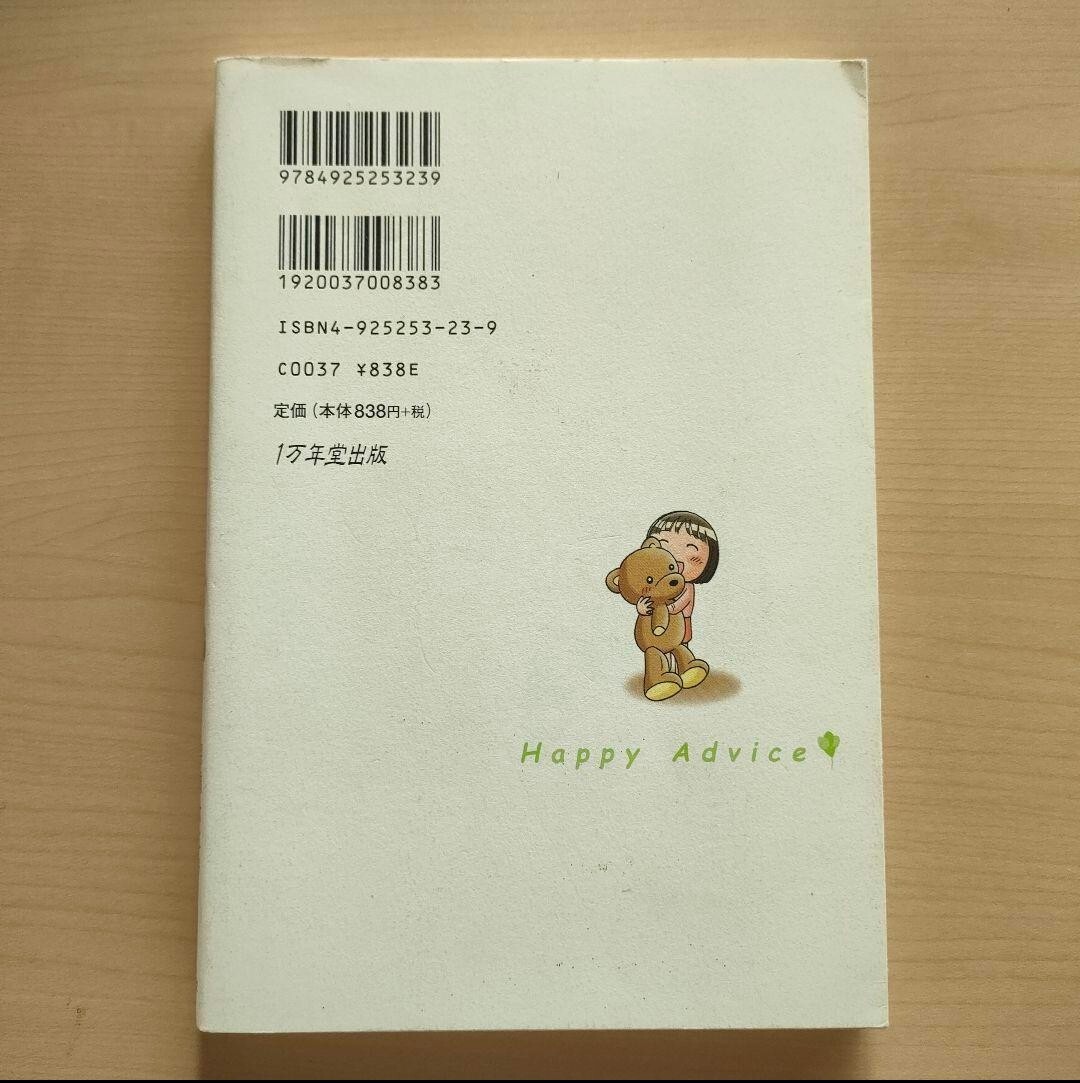 9784925253239
1920037008383
ISBN4-925253-23-9
C0037 ¥838E
定価(本体838円+税)
1万年堂出版
Happy Advice